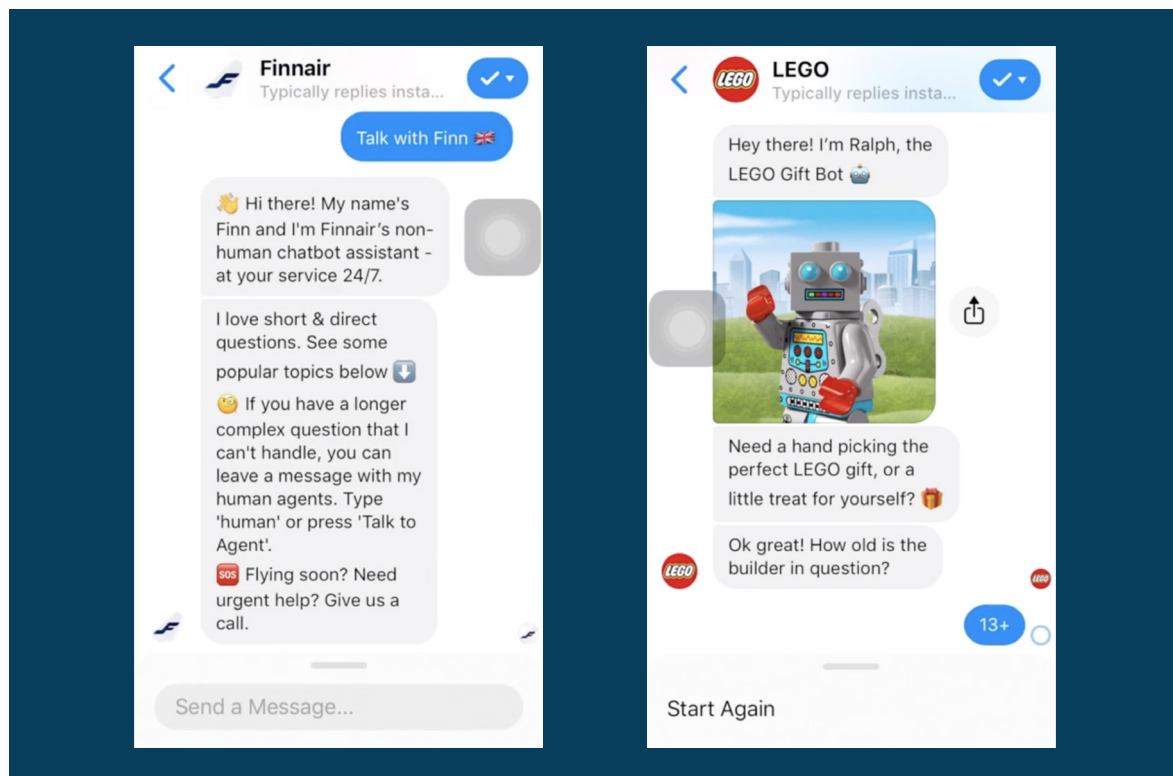 Finnair
Typically replies insta...
Talk with Finn 🇬🇧
👋 Hi there! My name's
Finn and I'm Finnair's non-
human chatbot assistant -
at your service 24/7.
I love short & direct
questions. See some
popular topics below ⬇️
🧐 If you have a longer
complex question that I
can't handle, you can
leave a message with my
human agents. Type
'human' or press 'Talk to
Agent'.
🆘 Flying soon? Need
urgent help? Give us a
call.
Send a Message...
LEGO
LEGO
Typically replies insta...
Hey there! I'm Ralph, the
LEGO Gift Bot 🤖
Need a hand picking the
perfect LEGO gift, or a
little treat for yourself? 🎁
Ok great! How old is the
builder in question?
LEGO
LEGO
13+
Start Again